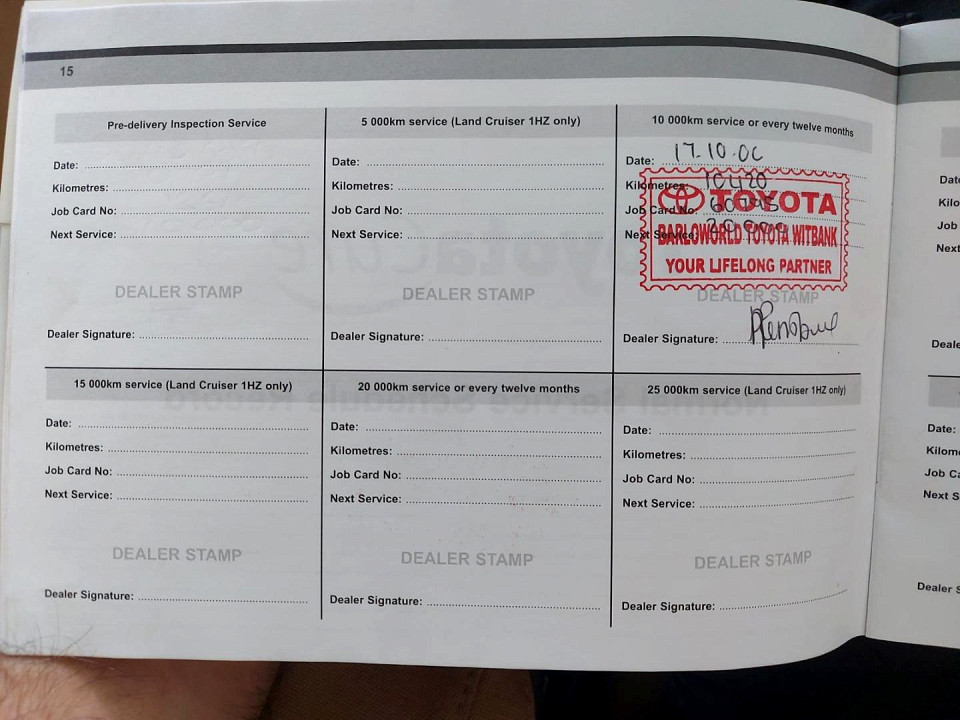 15
Pre-delivery Inspection Service
Date:
Kilometres:
Job Card No:
Next Service:
DEALER STAMP
Dealer Signature:
5 000km service (Land Cruiser 1HZ only)
Date:
Kilometres:
Job Card No:
Next Service:
DEALER STAMP
Dealer Signature:
10 000km service or every twelve months
Date: 17.10.06
Kilometres: 10420
Job Card No:
Next Service:
TOYOTA
BARLOWORLD TOYOTA WITBANK
YOUR LIFELONG PARTNER
DEALER STAMP
Dealer Signature:
15 000km service (Land Cruiser 1HZ only)
Date:
Kilometres:
Job Card No:
Next Service:
DEALER STAMP
Dealer Signature:
20 000km service or every twelve months
Date:
Kilometres:
Job Card No:
Next Service:
DEALER STAMP
Dealer Signature:
25 000km service (Land Cruiser 1HZ only)
Date:
Kilometres:
Job Card No:
Next Service:
DEALER STAMP
Dealer Signature:
Date:
Job
Date:
Job